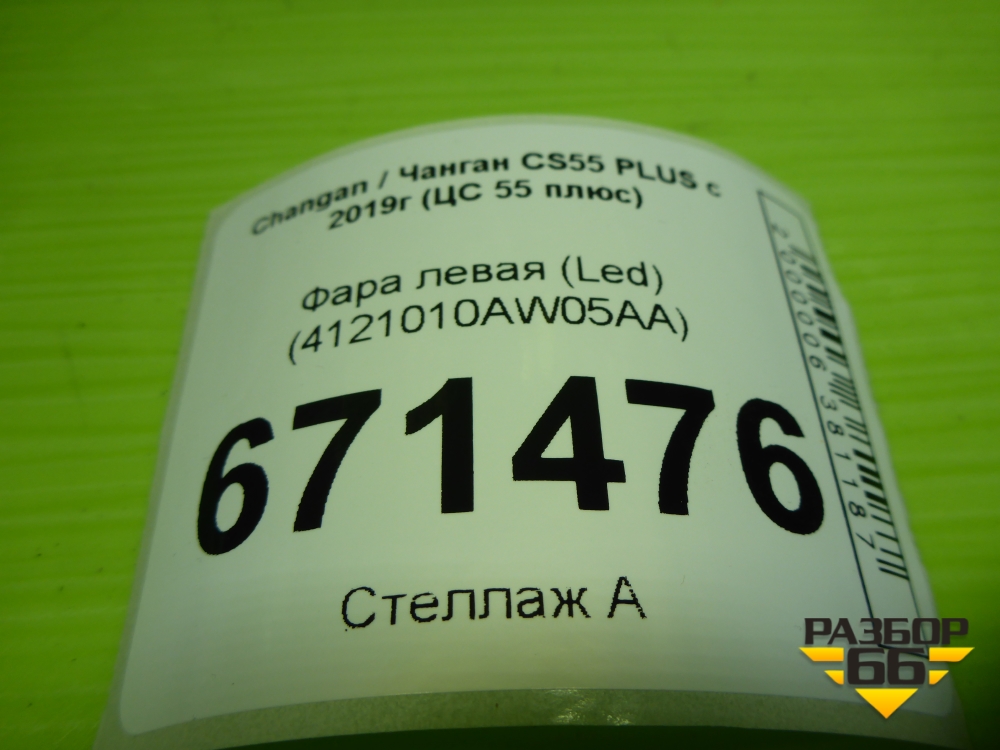 Changan / Чанган CS55 PLUS с
2019г (ЦС 55 плюс)
Фара левая (Led)
(4121010AW05AA)
671476
Стеллаж А
2000006381187
РАЗБОР
66